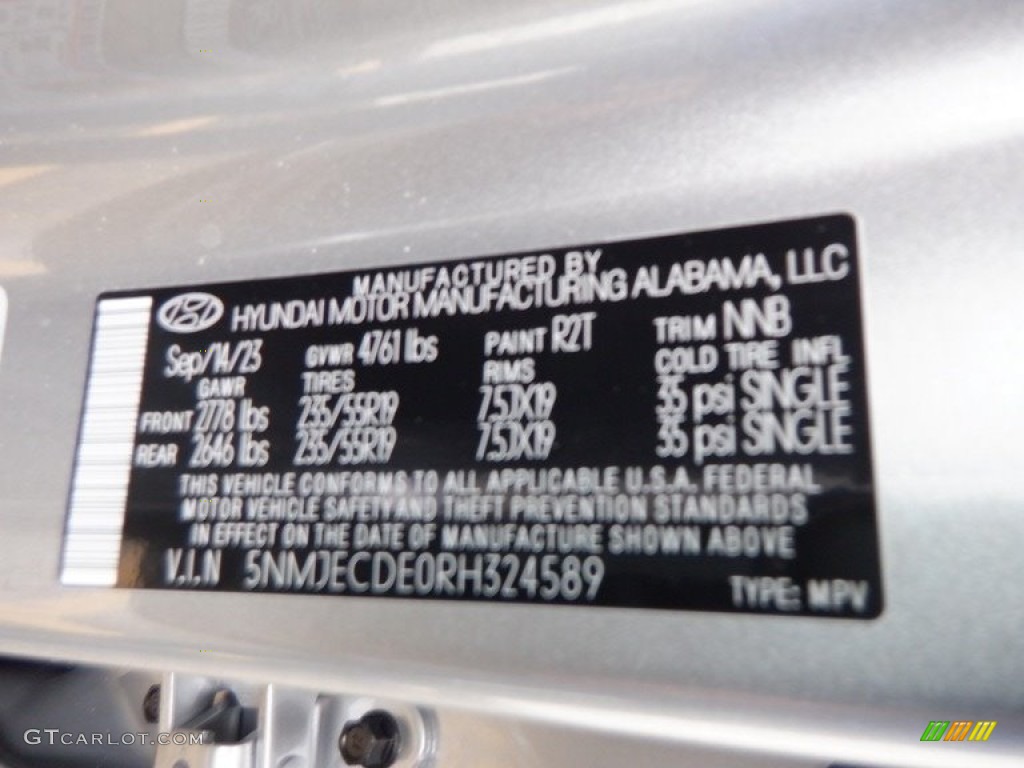 MANUFACTURED BY
HYUNDAI MOTOR MANUFACTURING ALABAMA, LLC
Sep/14/23 GVWR 4761 lbs PAINT R2T TRIM NNB
GAWR TIRES RIMS COLD TIRE INFL
FRONT 2778 lbs 235/55R19 7.5JX19 35 psi SINGLE
REAR 2646 lbs 235/55R19 7.5JX19 35 psi SINGLE
THIS VEHICLE CONFORMS TO ALL APPLICABLE U.S.A. FEDERAL
MOTOR VEHICLE SAFETY AND THEFT PREVENTION STANDARDS
IN EFFECT ON THE DATE OF MANUFACTURE SHOWN ABOVE
V.I.N 5NMJECDE0RH324589 TYPE: MPV
GTCARLOT.COM